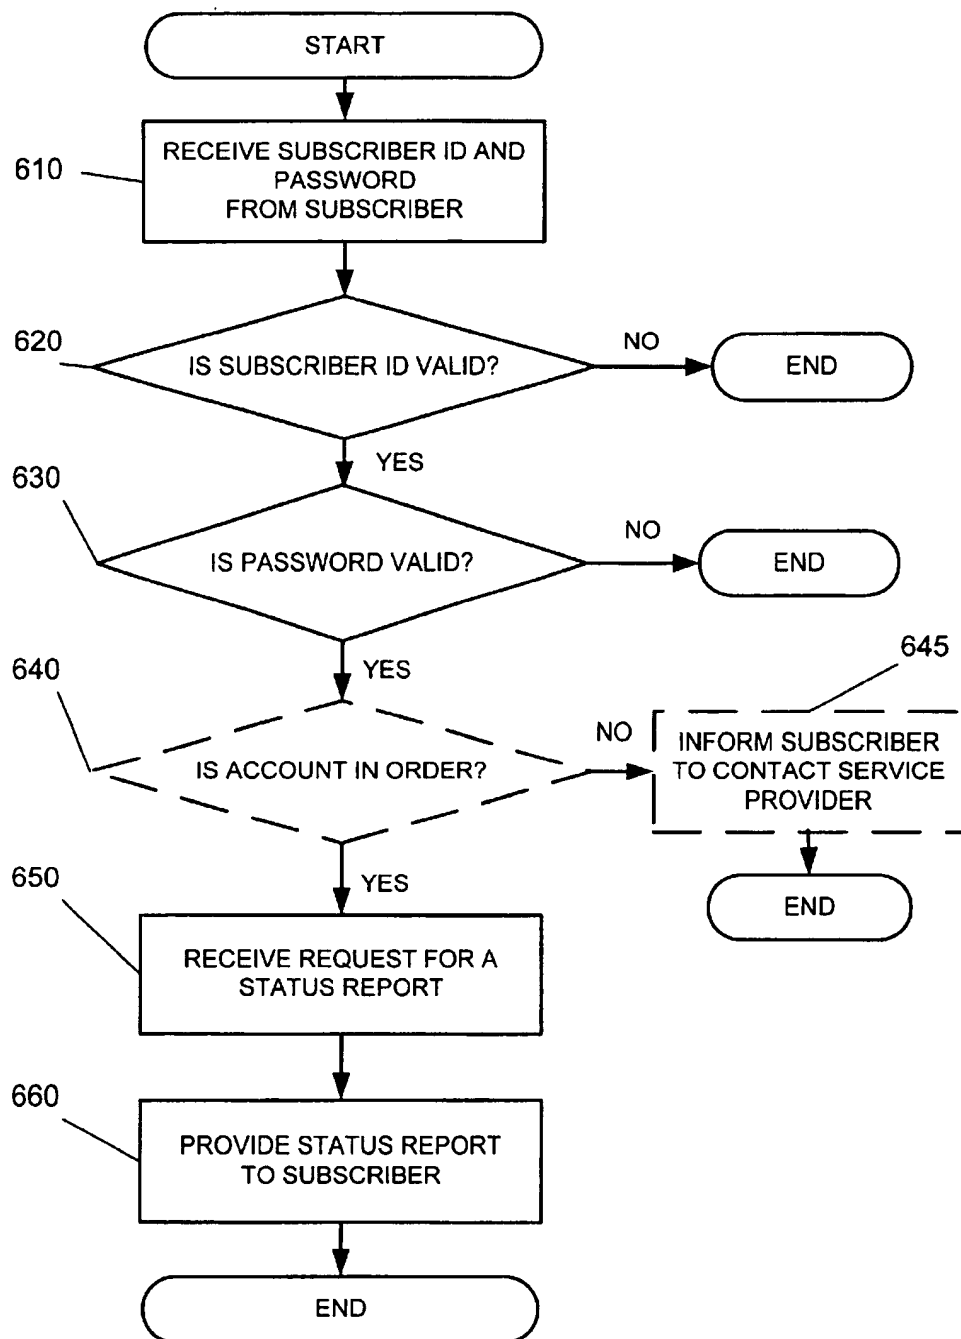 START
610
RECEIVE SUBSCRIBER ID AND
PASSWORD
FROM SUBSCRIBER
620
IS SUBSCRIBER ID VALID?
NO
END
YES
630
IS PASSWORD VALID?
NO
END
YES
640
IS ACCOUNT IN ORDER?
NO
645
INFORM SUBSCRIBER
TO CONTACT SERVICE
PROVIDER
END
YES
650
RECEIVE REQUEST FOR A
STATUS REPORT
660
PROVIDE STATUS REPORT
TO SUBSCRIBER
END